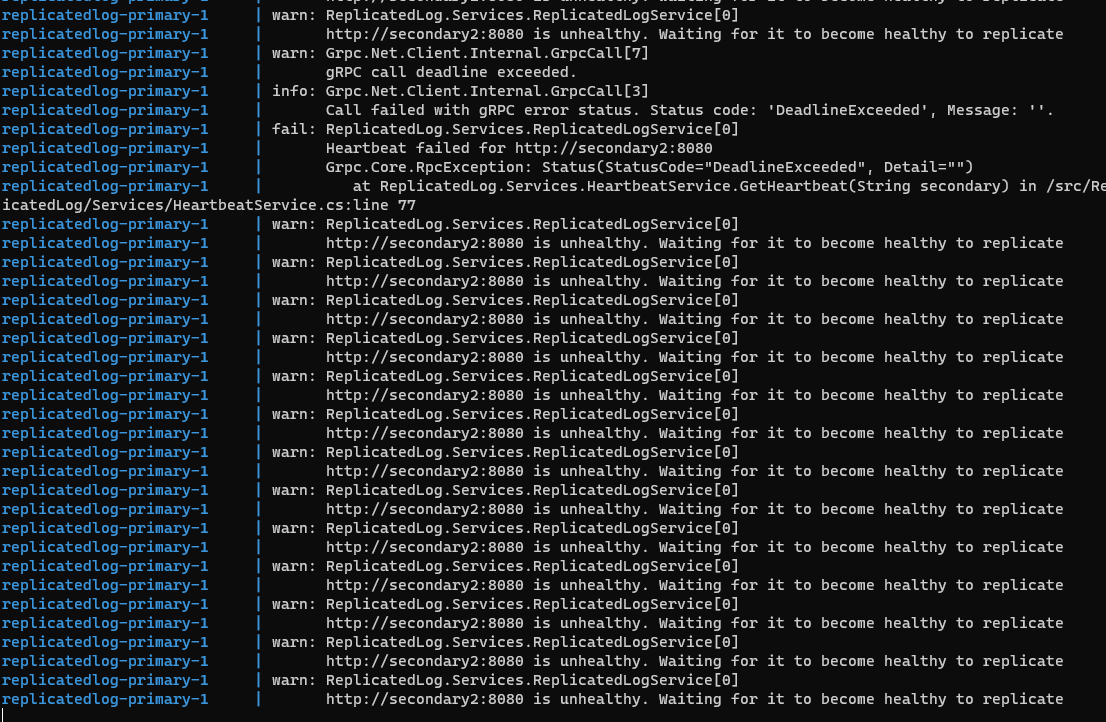 replicatedlog-primary-1 | warn: ReplicatedLog.Services.ReplicatedLogService[0]
replicatedlog-primary-1 | http://secondary2:8080 is unhealthy. Waiting for it to become healthy to replicate
replicatedlog-primary-1 | warn: Grpc.Net.Client.Internal.GrpcCall[7]
replicatedlog-primary-1 | gRPC call deadline exceeded.
replicatedlog-primary-1 | info: Grpc.Net.Client.Internal.GrpcCall[3]
replicatedlog-primary-1 | Call failed with gRPC error status. Status code: 'DeadlineExceeded', Message: ''.
replicatedlog-primary-1 | fail: ReplicatedLog.Services.ReplicatedLogService[0]
replicatedlog-primary-1 | Heartbeat failed for http://secondary2:8080
replicatedlog-primary-1 | Grpc.Core.RpcException: Status(StatusCode="DeadlineExceeded", Detail="")
replicatedlog-primary-1 | at ReplicatedLog.Services.HeartbeatService.GetHeartbeat(String secondary) in /src/Re
icatedLog/Services/HeartbeatService.cs:line 77
replicatedlog-primary-1 | warn: ReplicatedLog.Services.ReplicatedLogService[0]
replicatedlog-primary-1 | http://secondary2:8080 is unhealthy. Waiting for it to become healthy to replicate
replicatedlog-primary-1 | warn: ReplicatedLog.Services.ReplicatedLogService[0]
replicatedlog-primary-1 | http://secondary2:8080 is unhealthy. Waiting for it to become healthy to replicate
replicatedlog-primary-1 | warn: ReplicatedLog.Services.ReplicatedLogService[0]
replicatedlog-primary-1 | http://secondary2:8080 is unhealthy. Waiting for it to become healthy to replicate
replicatedlog-primary-1 | warn: ReplicatedLog.Services.ReplicatedLogService[0]
replicatedlog-primary-1 | http://secondary2:8080 is unhealthy. Waiting for it to become healthy to replicate
replicatedlog-primary-1 | warn: ReplicatedLog.Services.ReplicatedLogService[0]
replicatedlog-primary-1 | http://secondary2:8080 is unhealthy. Waiting for it to become healthy to replicate
replicatedlog-primary-1 | warn: ReplicatedLog.Services.ReplicatedLogService[0]
replicatedlog-primary-1 | http://secondary2:8080 is unhealthy. Waiting for it to become healthy to replicate
replicatedlog-primary-1 | warn: ReplicatedLog.Services.ReplicatedLogService[0]
replicatedlog-primary-1 | http://secondary2:8080 is unhealthy. Waiting for it to become healthy to replicate
replicatedlog-primary-1 | warn: ReplicatedLog.Services.ReplicatedLogService[0]
replicatedlog-primary-1 | http://secondary2:8080 is unhealthy. Waiting for it to become healthy to replicate
replicatedlog-primary-1 | warn: ReplicatedLog.Services.ReplicatedLogService[0]
replicatedlog-primary-1 | http://secondary2:8080 is unhealthy. Waiting for it to become healthy to replicate
replicatedlog-primary-1 | warn: ReplicatedLog.Services.ReplicatedLogService[0]
replicatedlog-primary-1 | http://secondary2:8080 is unhealthy. Waiting for it to become healthy to replicate
replicatedlog-primary-1 | warn: ReplicatedLog.Services.ReplicatedLogService[0]
replicatedlog-primary-1 | http://secondary2:8080 is unhealthy. Waiting for it to become healthy to replicate
replicatedlog-primary-1 | warn: ReplicatedLog.Services.ReplicatedLogService[0]
replicatedlog-primary-1 | http://secondary2:8080 is unhealthy. Waiting for it to become healthy to replicate
replicatedlog-primary-1 | warn: ReplicatedLog.Services.ReplicatedLogService[0]
replicatedlog-primary-1 | http://secondary2:8080 is unhealthy. Waiting for it to become healthy to replicate